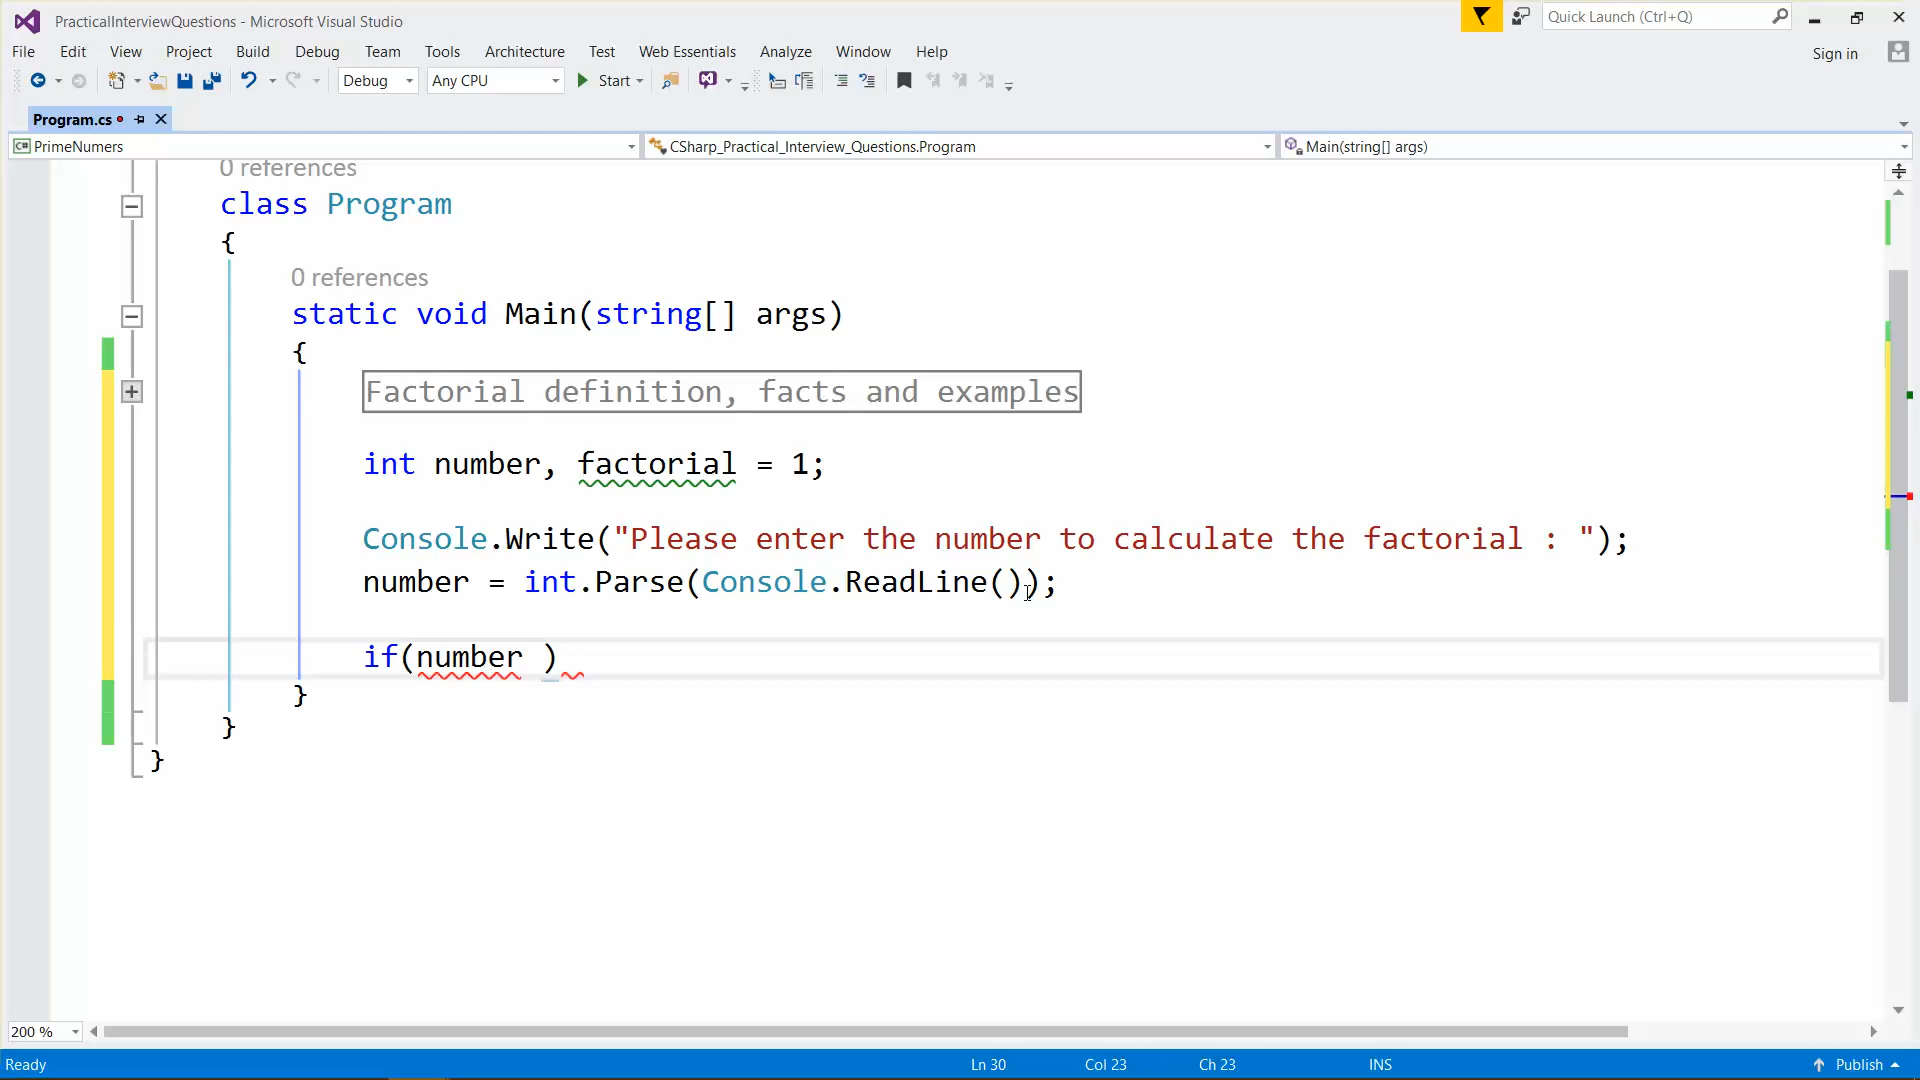 PracticalInterviewQuestions - Microsoft Visual Studio
Quick Launch (Ctrl+Q)
File Edit View Project Build Debug Team Tools Architecture Test Web Essentials Analyze Window Help
Sign in
Debug Any CPU Start
Program.cs
C# PrimeNumers CSharp_Practical_Interview_Questions.Program Main(string[] args)
0 references
class Program
{
0 references
static void Main(string[] args)
{
Factorial definition, facts and examples
int number, factorial = 1;
Console.Write("Please enter the number to calculate the factorial : ");
number = int.Parse(Console.ReadLine());
if(number )
}
}
}
200 %
Ready Ln 30 Col 23 Ch 23 INS Publish